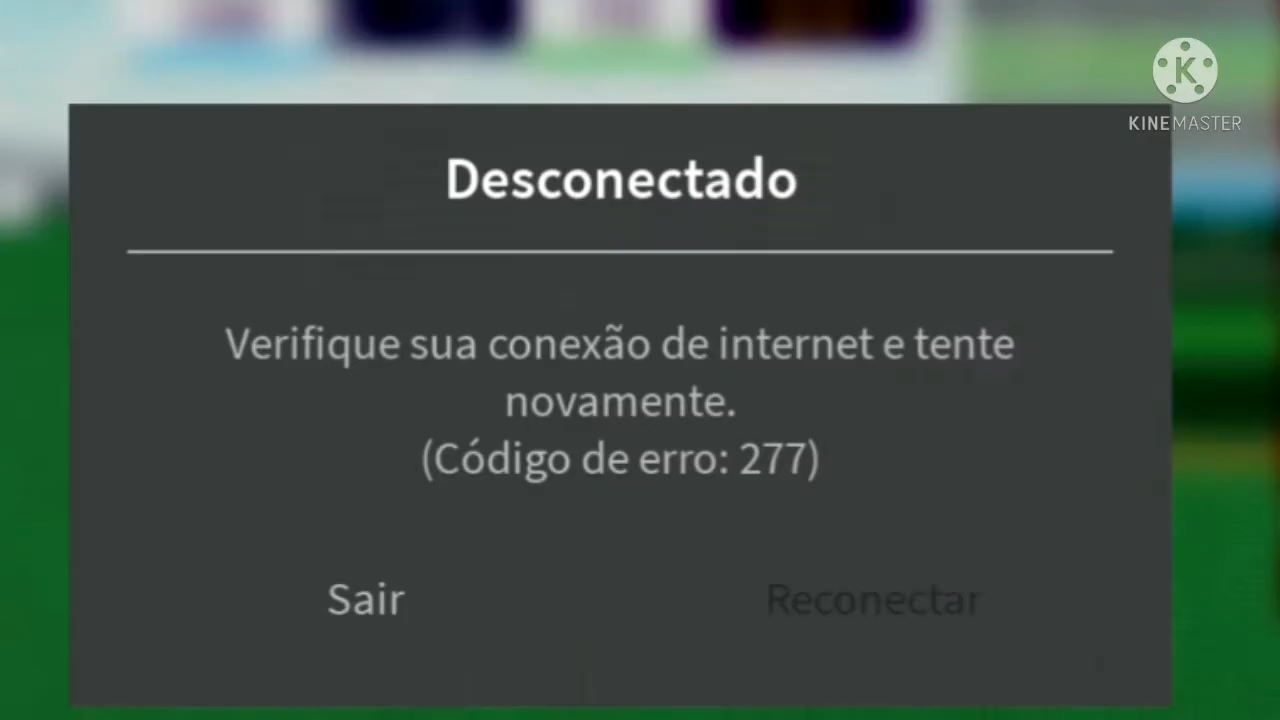 K
KINEMASTER
Desconectado
Verifique sua conexão de internet e tente
novamente.
(Código de erro: 277)
Sair
Reconectar